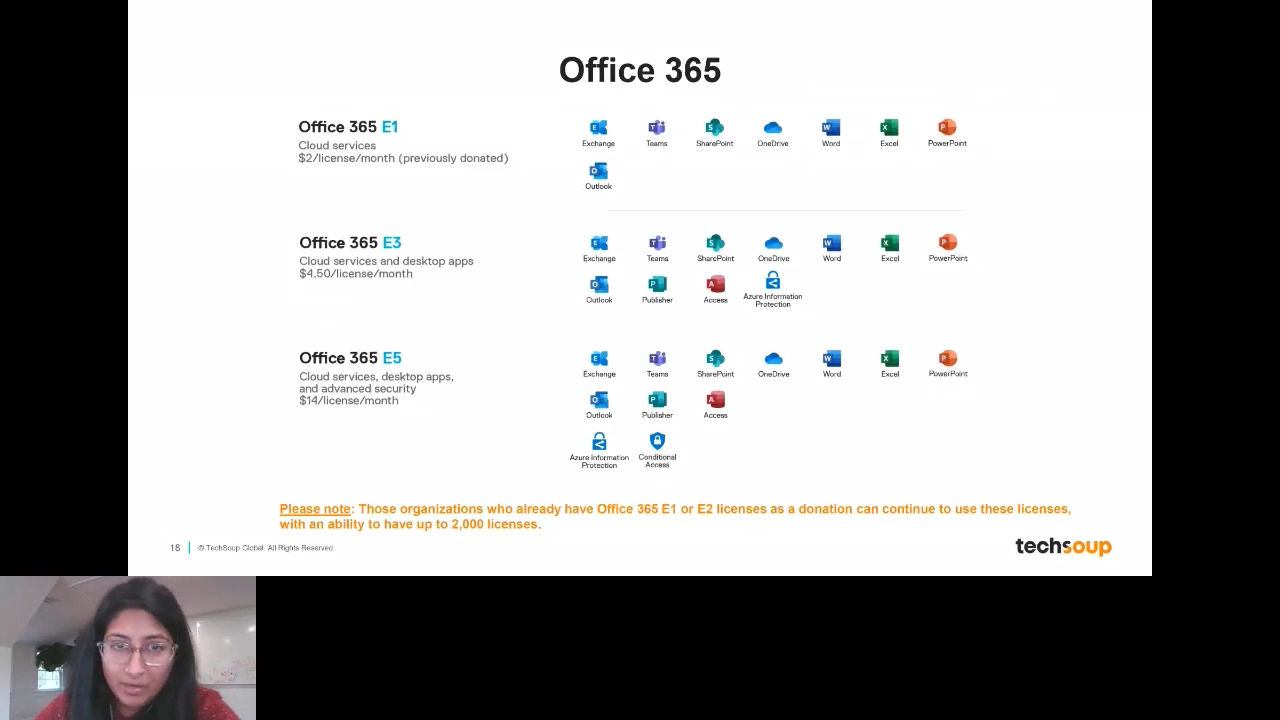 Office 365
Office 365 E1
Cloud services
$2/license/month (previously donated)
Exchange Teams SharePoint OneDrive Word Excel PowerPoint
Outlook
Office 365 E3
Cloud services and desktop apps
$4.50/license/month
Exchange Teams SharePoint OneDrive Word Excel PowerPoint
Outlook Publisher Access Azure Information
Protection
Office 365 E5
Cloud services, desktop apps,
and advanced security
$14/license/month
Exchange Teams SharePoint OneDrive Word Excel PowerPoint
Outlook Publisher Access
Azure Information Conditional
Protection Access
Please note: Those organizations who already have Office 365 E1 or E2 licenses as a donation can continue to use these licenses,
with an ability to have up to 2,000 licenses.
18 © TechSoup Global. All Rights Reserved.
techsoup